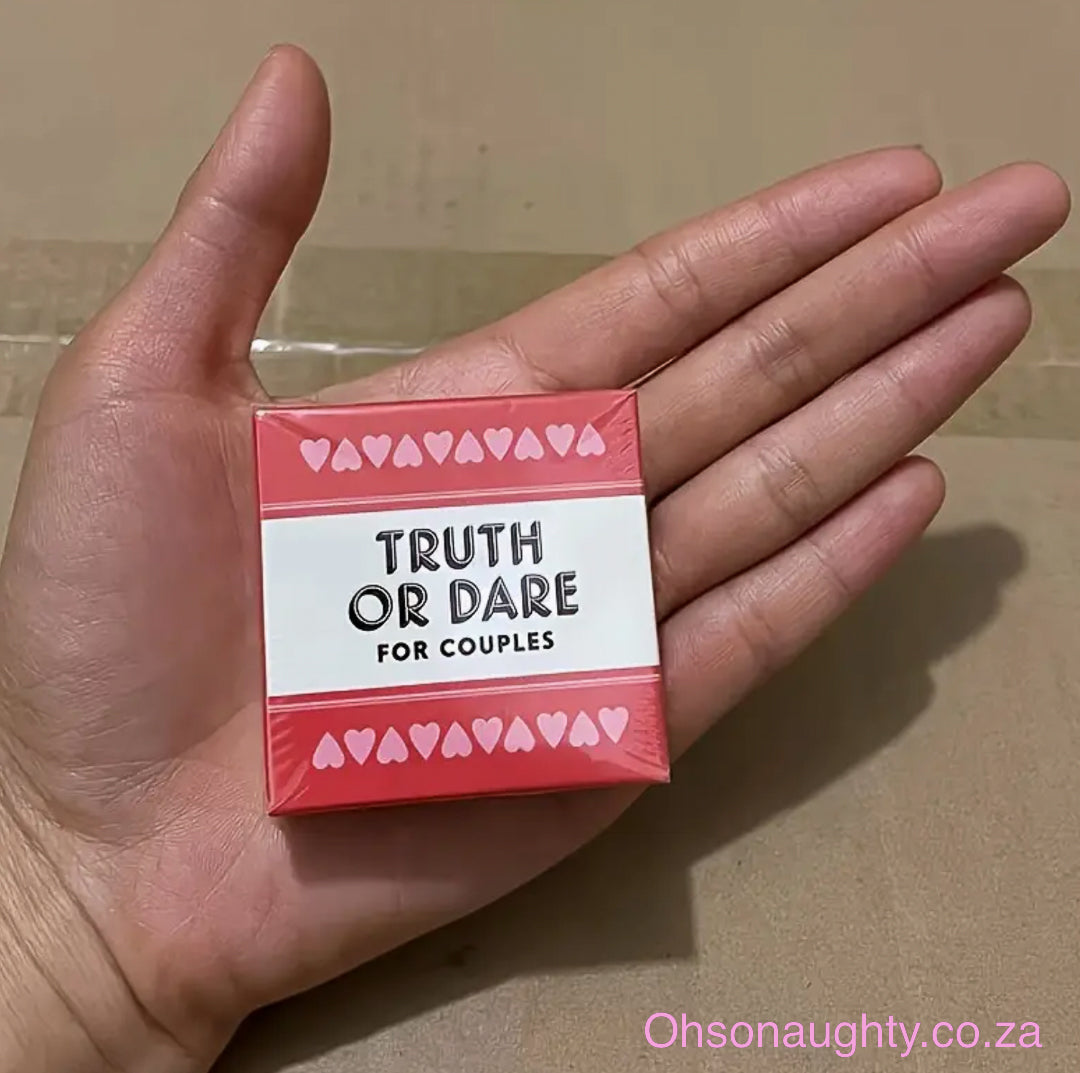 TRUTH
OR DARE
FOR COUPLES
Ohsonaughty.co.za